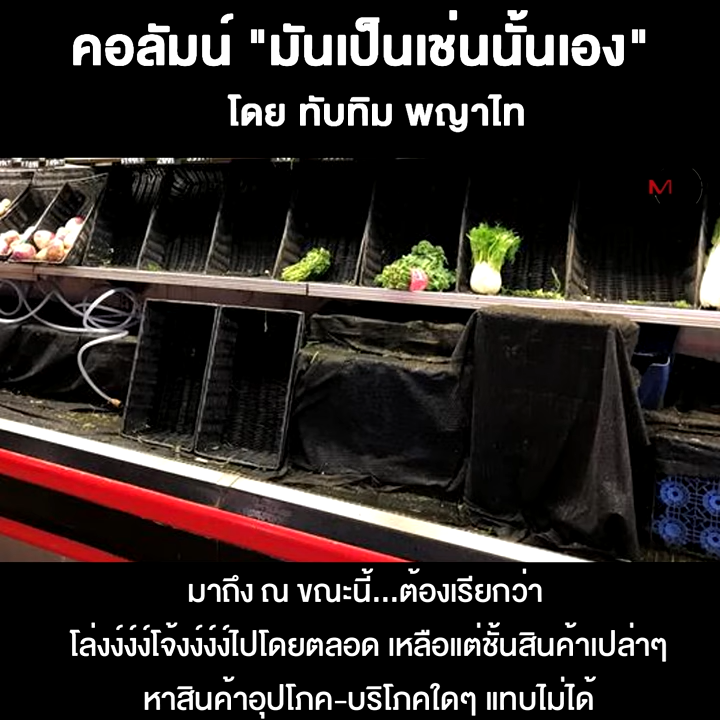 คอลัมน์ "มันเป็นเช่นนั้นเอง"
โดย ทับทิม พญาไท
M
มาถึง ณ ขณะนี้...ต้องเรียกว่า
โล่งง์ง์ง์โจ้งง์ง์ง์ไปโดยตลอด เหลือแต่ชั้นสินค้าเปล่าๆ
หาสินค้าอุปโภค-บริโภคใดๆ แทบไม่ได้